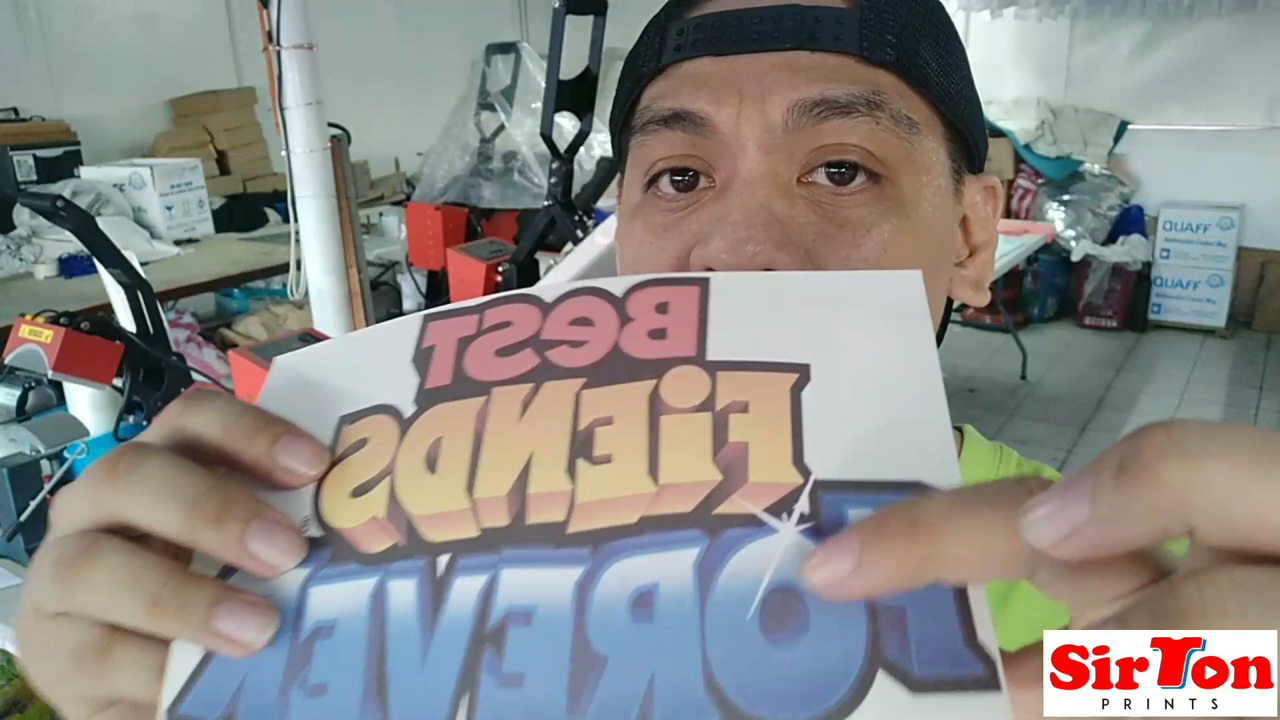 BeST
FiENDS
FOREVER
QUAFF
QUAFF
SirTon
PRINTS